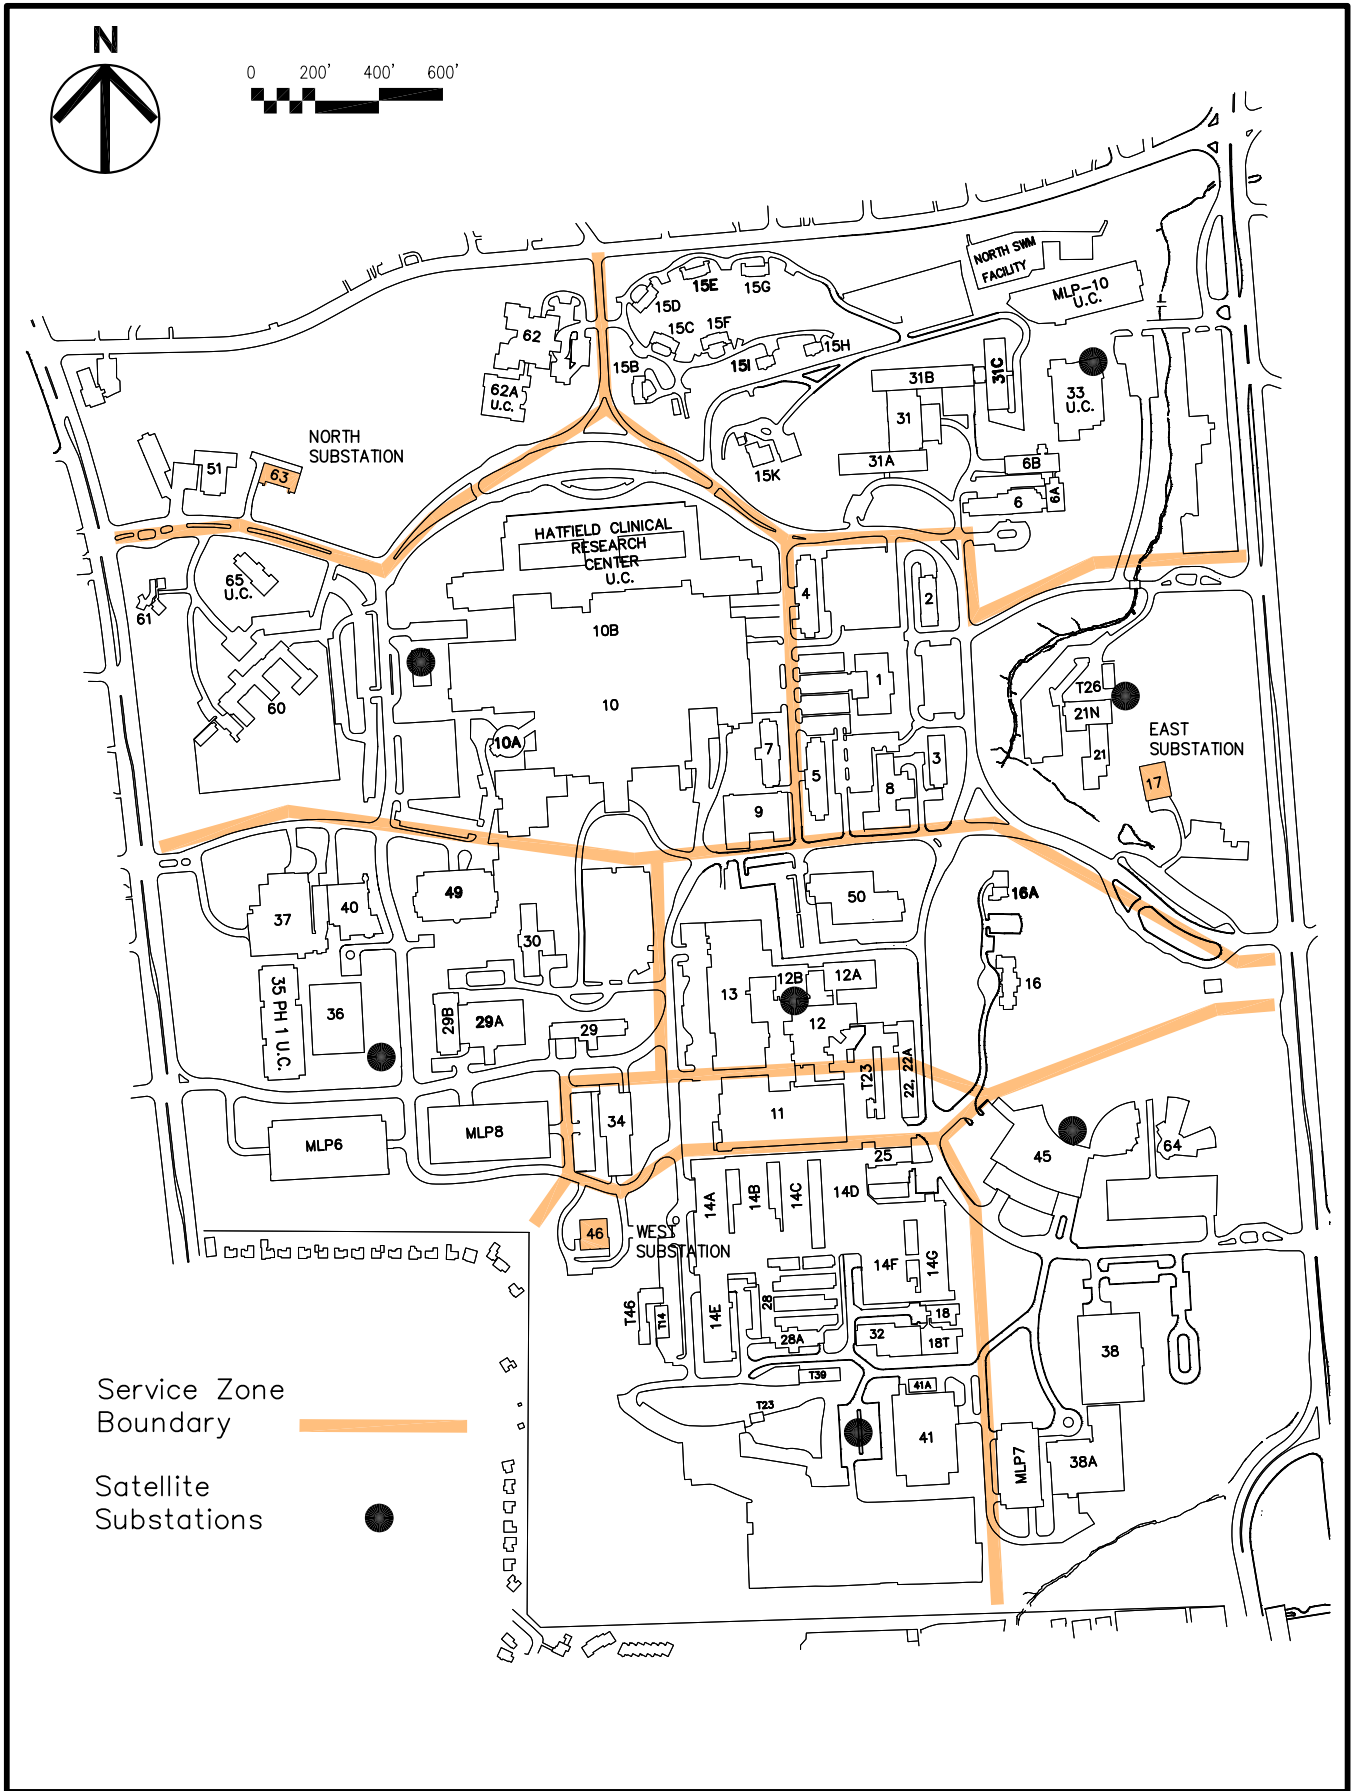 N
0 200' 400' 600'
NORTH SWM
FACILITY
MLP-10
U.C.
15E
15G
15D
15C
15F
15H
15I
15B
62
62A
U.C.
31B
31C
33
U.C.
31
31A
15K
6B
6A
6
NORTH
SUBSTATION
51
63
HATFIELD CLINICAL
RESEARCH
CENTER
U.C.
65
U.C.
61
4
2
10B
1
60
10
10A
7
5
8
3
9
T26
21N
21
EAST
SUBSTATION
17
37
40
49
30
50
16A
16
35 PH 1 U.C.
36
29B
29A
29
13
12B
12A
12
T23
22, 22A
MLP6
MLP8
34
11
25
45
64
14A
14B
14C
14D
46
WEST
SUBSTATION
14F
14G
T46
T14
14E
28
28A
32
18
18T
38
T39
41A
T23
41
MLP7
38A
Service Zone
Boundary
Satellite
Substations